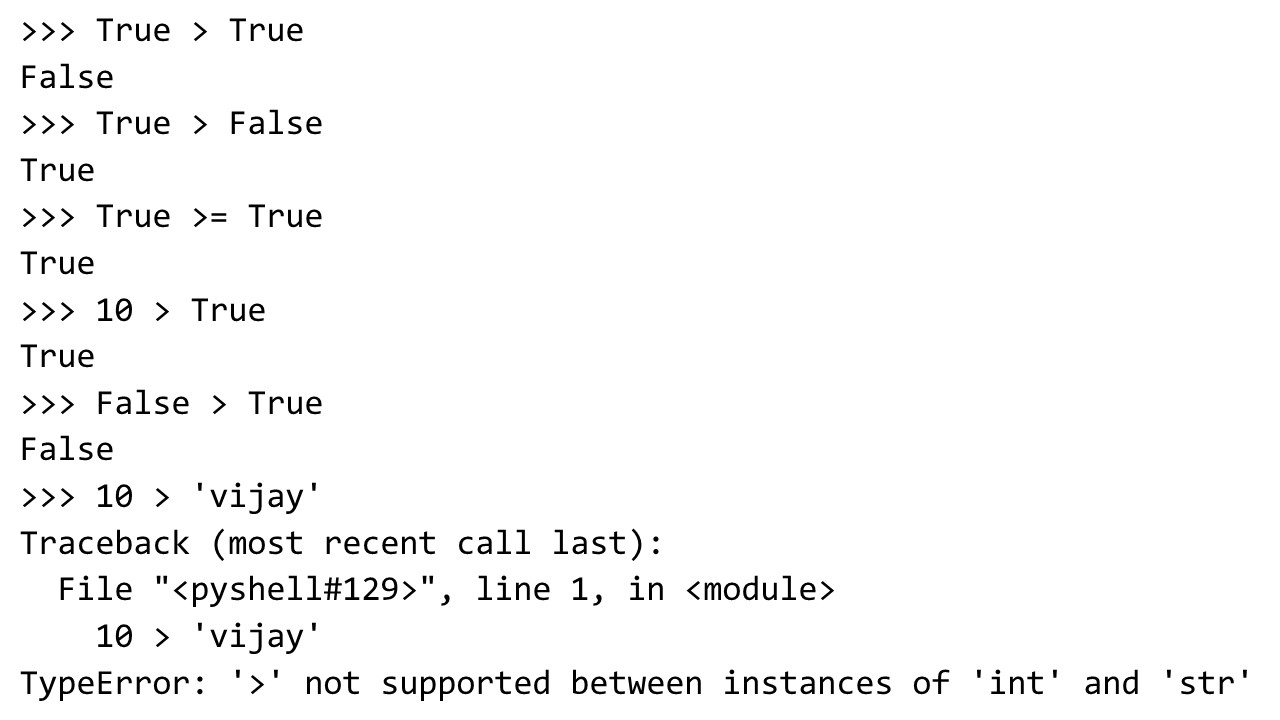 >>> True > True
False
>>> True > False
True
>>> True >= True
True
>>> 10 > True
True
>>> False > True
False
>>> 10 > 'vijay'
Traceback (most recent call last):
  File "<pyshell#129>", line 1, in <module>
    10 > 'vijay'
TypeError: '>' not supported between instances of 'int' and 'str'